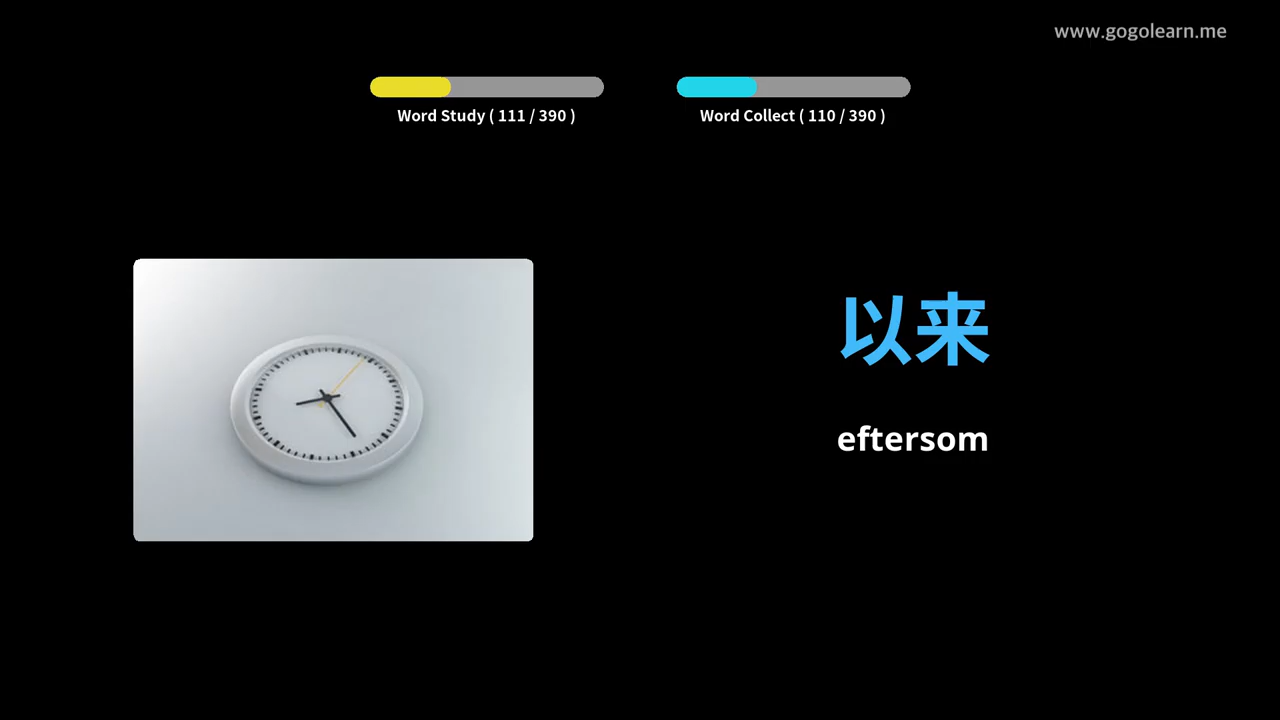 www.gogolearn.me
Word Study ( 111 / 390 )
Word Collect ( 110 / 390 )
以来
eftersom